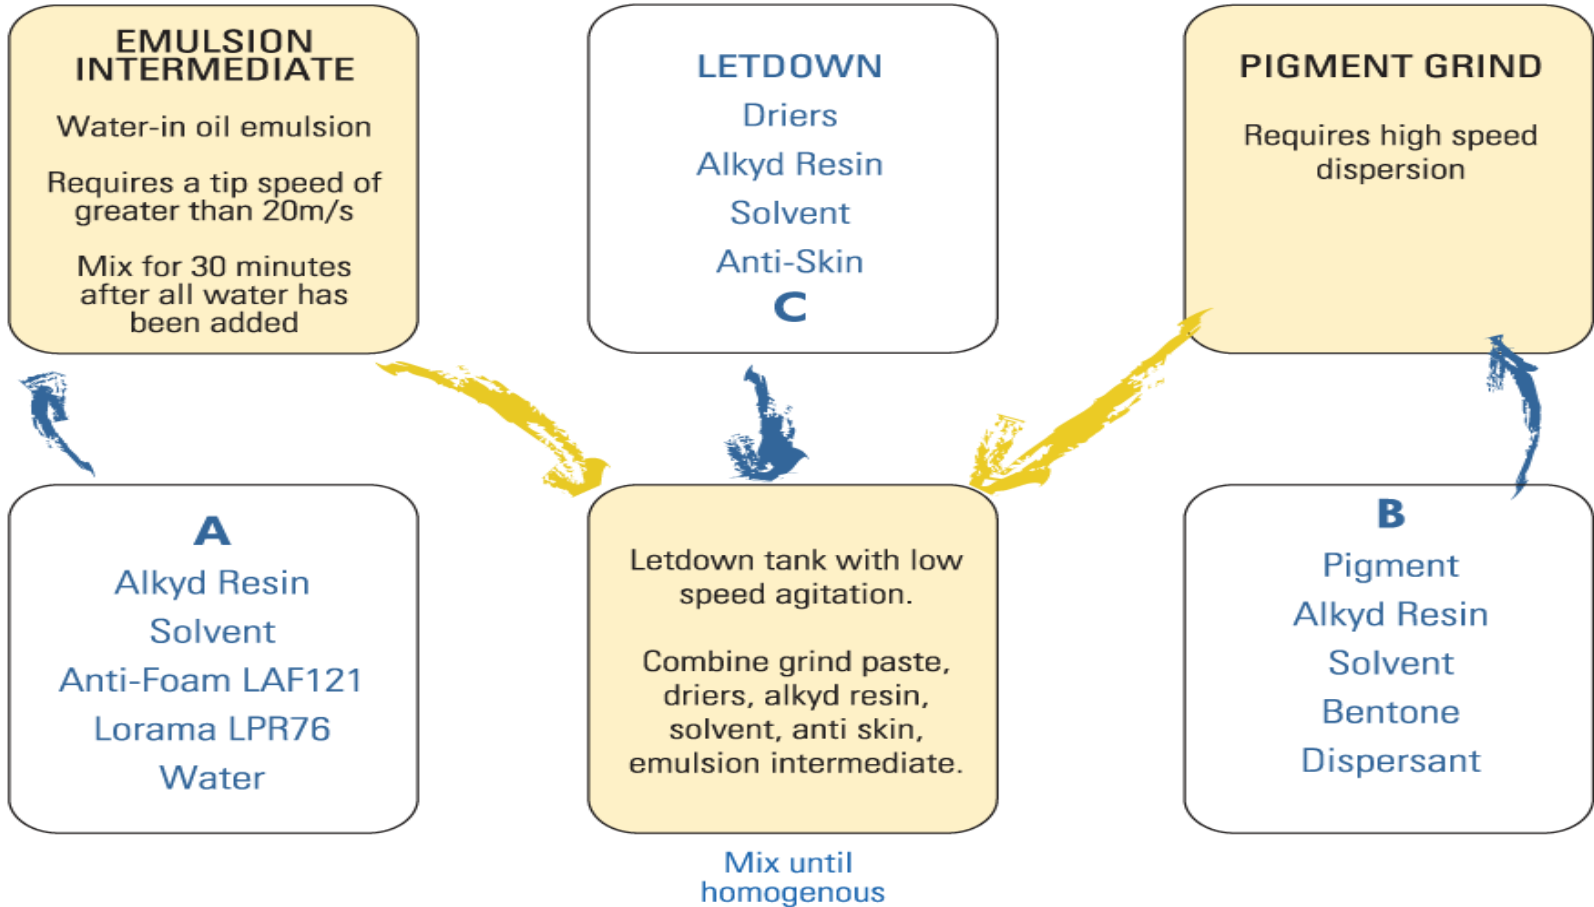 EMULSION
INTERMEDIATE
Water-in oil emulsion
Requires a tip speed of
greater than 20m/s
Mix for 30 minutes
after all water has
been added
LETDOWN
Driers
Alkyd Resin
Solvent
Anti-Skin
C
PIGMENT GRIND
Requires high speed
dispersion
A
Alkyd Resin
Solvent
Anti-Foam LAF121
Lorama LPR76
Water
Letdown tank with low
speed agitation.
Combine grind paste,
driers, alkyd resin,
solvent, anti skin,
emulsion intermediate.
Mix until
homogenous
B
Pigment
Alkyd Resin
Solvent
Bentone
Dispersant